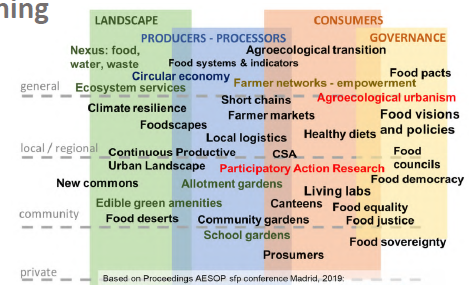 ning
LANDSCAPE
CONSUMERS
PRODUCERS - PROCESSORS
GOVERNANCE
Nexus: food,
water, waste
Agroecological transition
Food systems & indicators
Circular economy
Food pacts
Ecosystem services
Farmer networks - empowerment
general
Short chains
Agroecological urbanism
Climate resilience
Farmer markets
Food visions
and policies
Foodscapes
Local logistics
Healthy diets
local / regional
Continuous Productive
Urban Landscape
CSA
Food
councils
Participatory Action Research
New commons
Allotment gardens
Food democracy
Living labs
Edible green amenities
Canteens
Food equality
community
Food deserts
Community gardens
Food justice
School gardens
Food sovereignty
Prosumers
private
Based on Proceedings AESOP sfp conference Madrid, 2019: